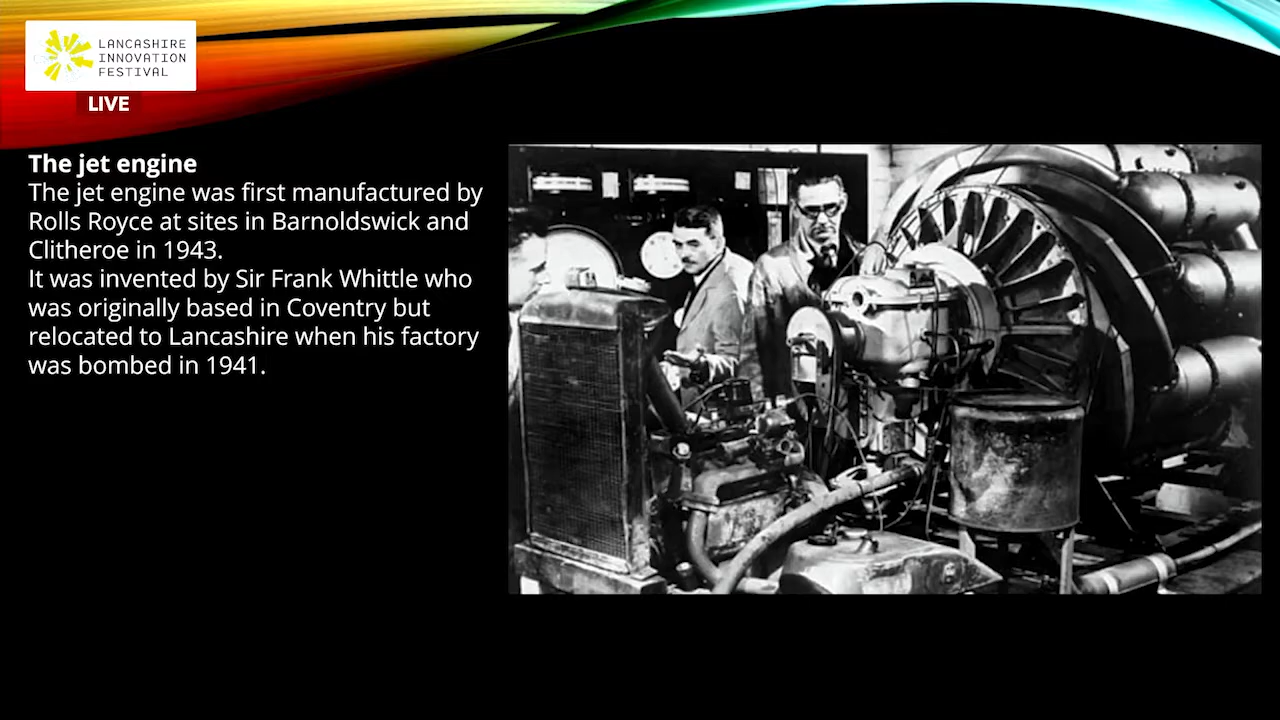 LANCASHIRE
INNOVATION
FESTIVAL
LIVE
The jet engine
The jet engine was first manufactured by
Rolls Royce at sites in Barnoldswick and
Clitheroe in 1943.
It was invented by Sir Frank Whittle who
was originally based in Coventry but
relocated to Lancashire when his factory
was bombed in 1941.